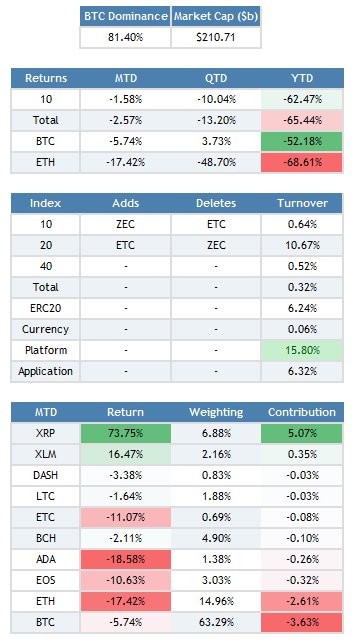 BTC Dominance Market Cap ($b)
81.40% $210.71
Returns MTD QTD YTD
10 -1.58% -10.04% -62.47%
Total -2.57% -13.20% -65.44%
BTC -5.74% 3.73% -52.18%
ETH -17.42% -48.70% -68.61%
Index Adds Deletes Turnover
10 ZEC ETC 0.64%
20 ETC ZEC 10.67%
40 - - 0.52%
Total - - 0.32%
ERC20 - - 6.24%
Currency - - 0.06%
Platform - - 15.80%
Application - - 6.32%
MTD Return Weighting Contribution
XRP 73.75% 6.88% 5.07%
XLM 16.47% 2.16% 0.35%
DASH -3.38% 0.83% -0.03%
LTC -1.64% 1.88% -0.03%
ETC -11.07% 0.69% -0.08%
BCH -2.11% 4.90% -0.10%
ADA -18.58% 1.38% -0.26%
EOS -10.63% 3.03% -0.32%
ETH -17.42% 14.96% -2.61%
BTC -5.74% 63.29% -3.63%